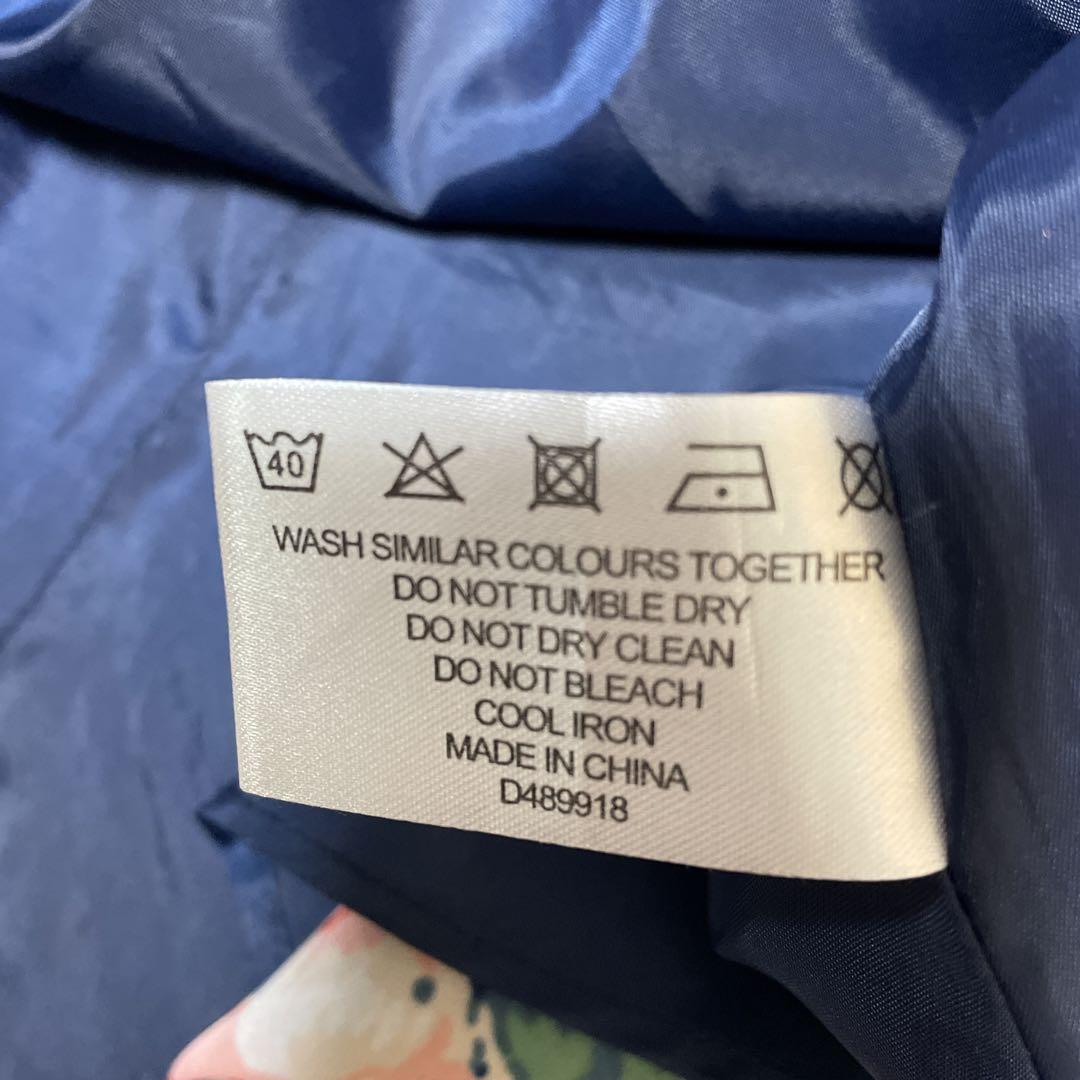 40
WASH SIMILAR COLOURS TOGETHER
DO NOT TUMBLE DRY
DO NOT DRY CLEAN
DO NOT BLEACH
COOL IRON
MADE IN CHINA
D489918